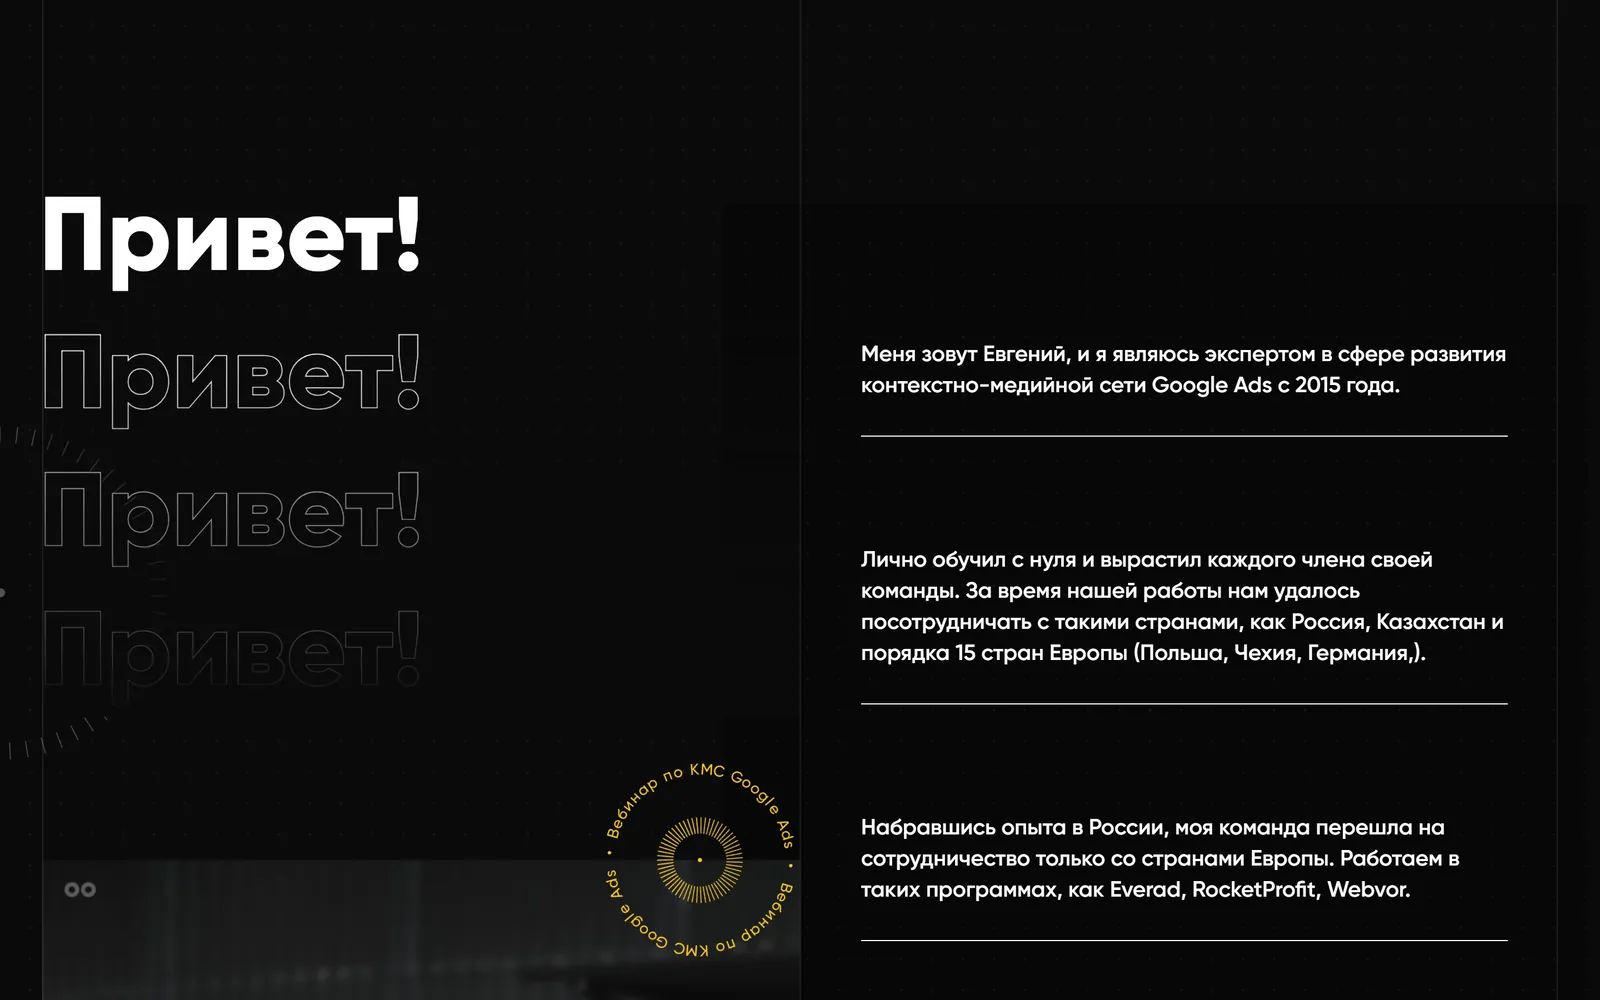 Привет!
Привет!
Привет!
Привет!
Меня зовут Евгений, и я являюсь экспертом в сфере развития
контекстно-медийной сети Google Ads с 2015 года.
Лично обучил с нуля и вырастил каждого члена своей
команды. За время нашей работы нам удалось
посотрудничать с такими странами, как Россия, Казахстан и
порядка 15 стран Европы (Польша, Чехия, Германия,).
Набравшись опыта в России, моя команда перешла на
сотрудничество только со странами Европы. Работаем в
таких программах, как Everad, RocketProfit, Webvor.
Вебинар по КМС Google Ads • Вебинар по КМС Google Ads •